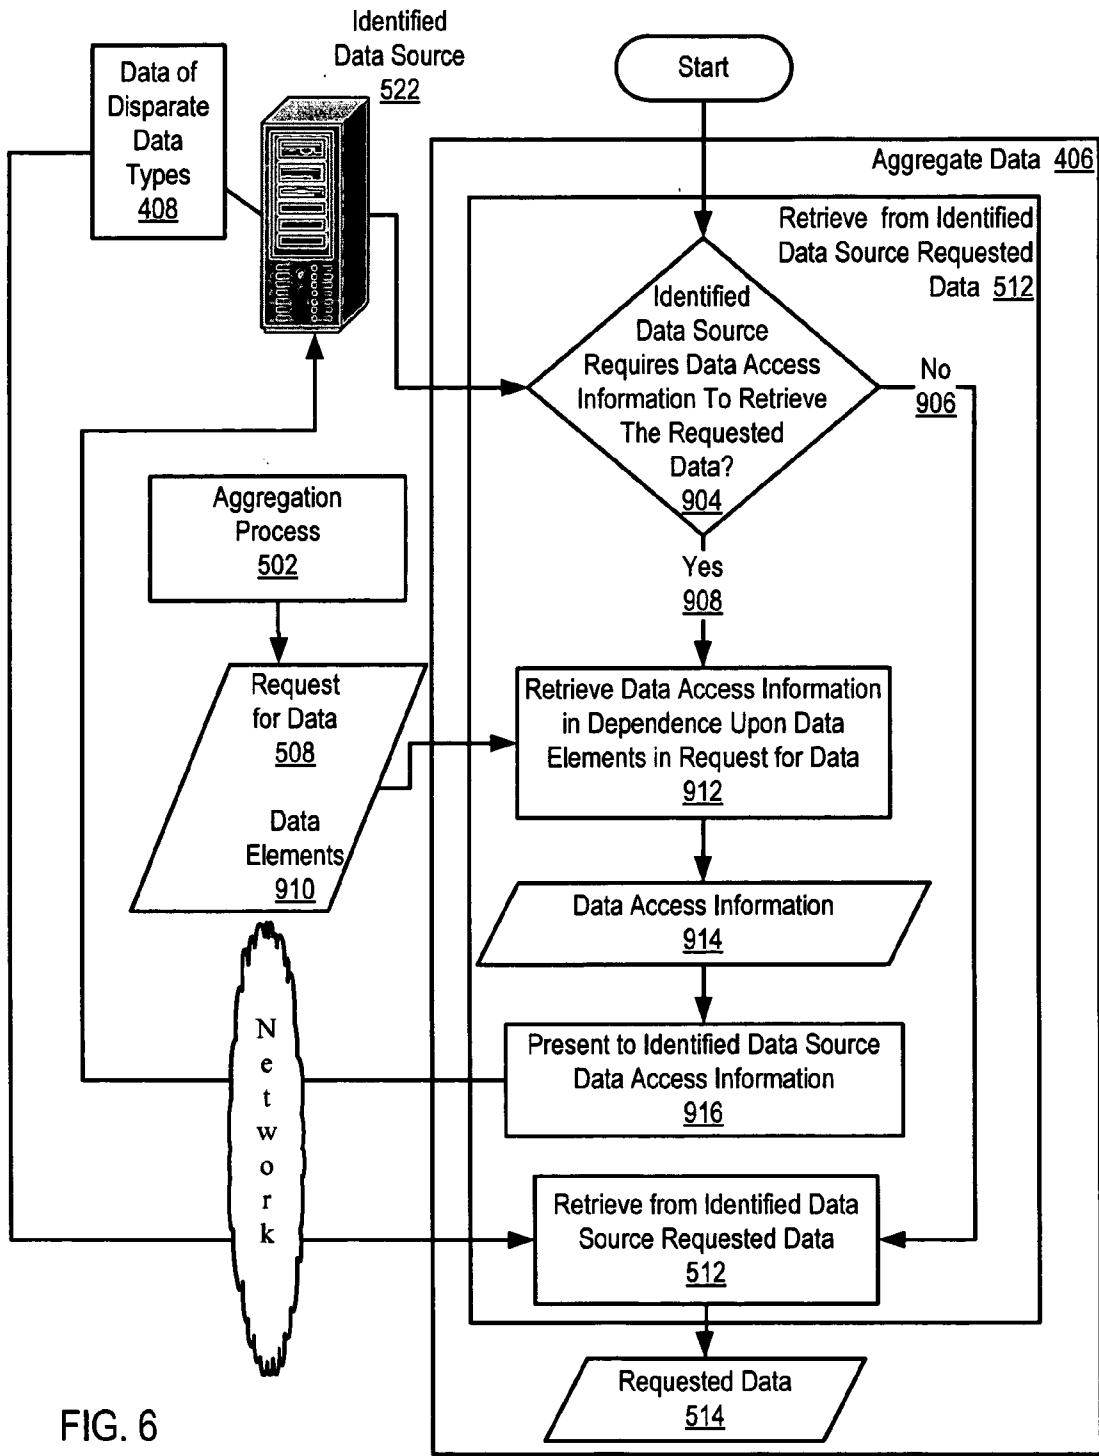 Identified
Data Source
522
Start
Data of
Disparate
Data
Types
408
Aggregate Data 406
Retrieve from Identified
Data Source Requested
Data 512
Identified
Data Source
Requires Data Access
Information To Retrieve
The Requested
Data?
904
No
906
Yes
908
Aggregation
Process
502
Request
for Data
508
Data
Elements
910
Retrieve Data Access Information
in Dependence Upon Data
Elements in Request for Data
912
Data Access Information
914
Network
Present to Identified Data Source
Data Access Information
916
Retrieve from Identified Data
Source Requested Data
512
Requested Data
514
FIG. 6